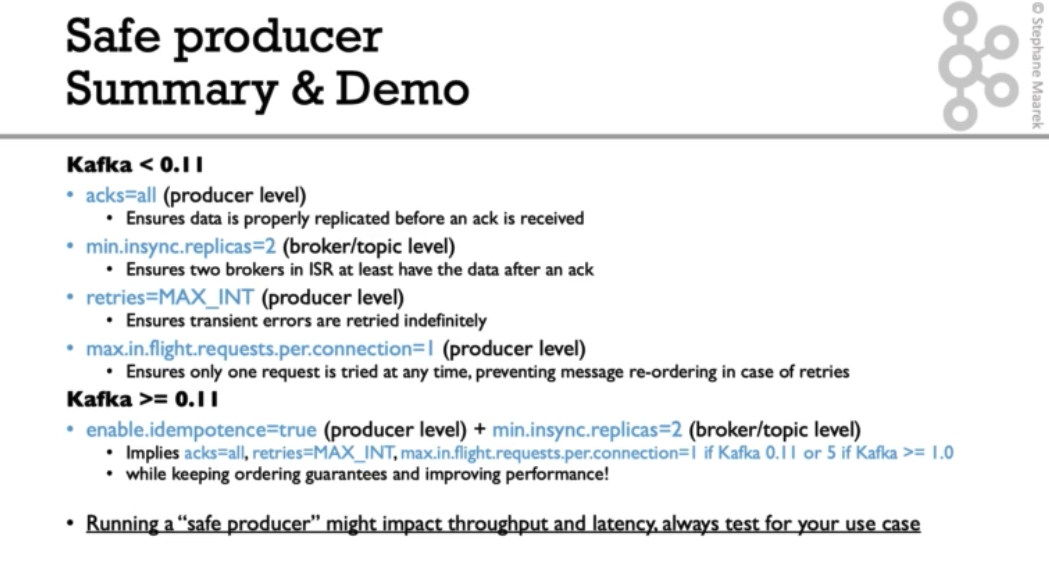 Safe producer
Summary & Demo
© Stephane Maarek
Kafka < 0.11
• acks=all (producer level)
• Ensures data is properly replicated before an ack is received
• min.insync.replicas=2 (broker/topic level)
• Ensures two brokers in ISR at least have the data after an ack
• retries=MAX_INT (producer level)
• Ensures transient errors are retried indefinitely
• max.in.flight.requests.per.connection=1 (producer level)
• Ensures only one request is tried at any time, preventing message re-ordering in case of retries
Kafka >= 0.11
• enable.idempotence=true (producer level) + min.insync.replicas=2 (broker/topic level)
• Implies acks=all, retries=MAX_INT, max.in.flight.requests.per.connection=1 if Kafka 0.11 or 5 if Kafka >= 1.0
• while keeping ordering guarantees and improving performance!
• Running a “safe producer” might impact throughput and latency, always test for your use case